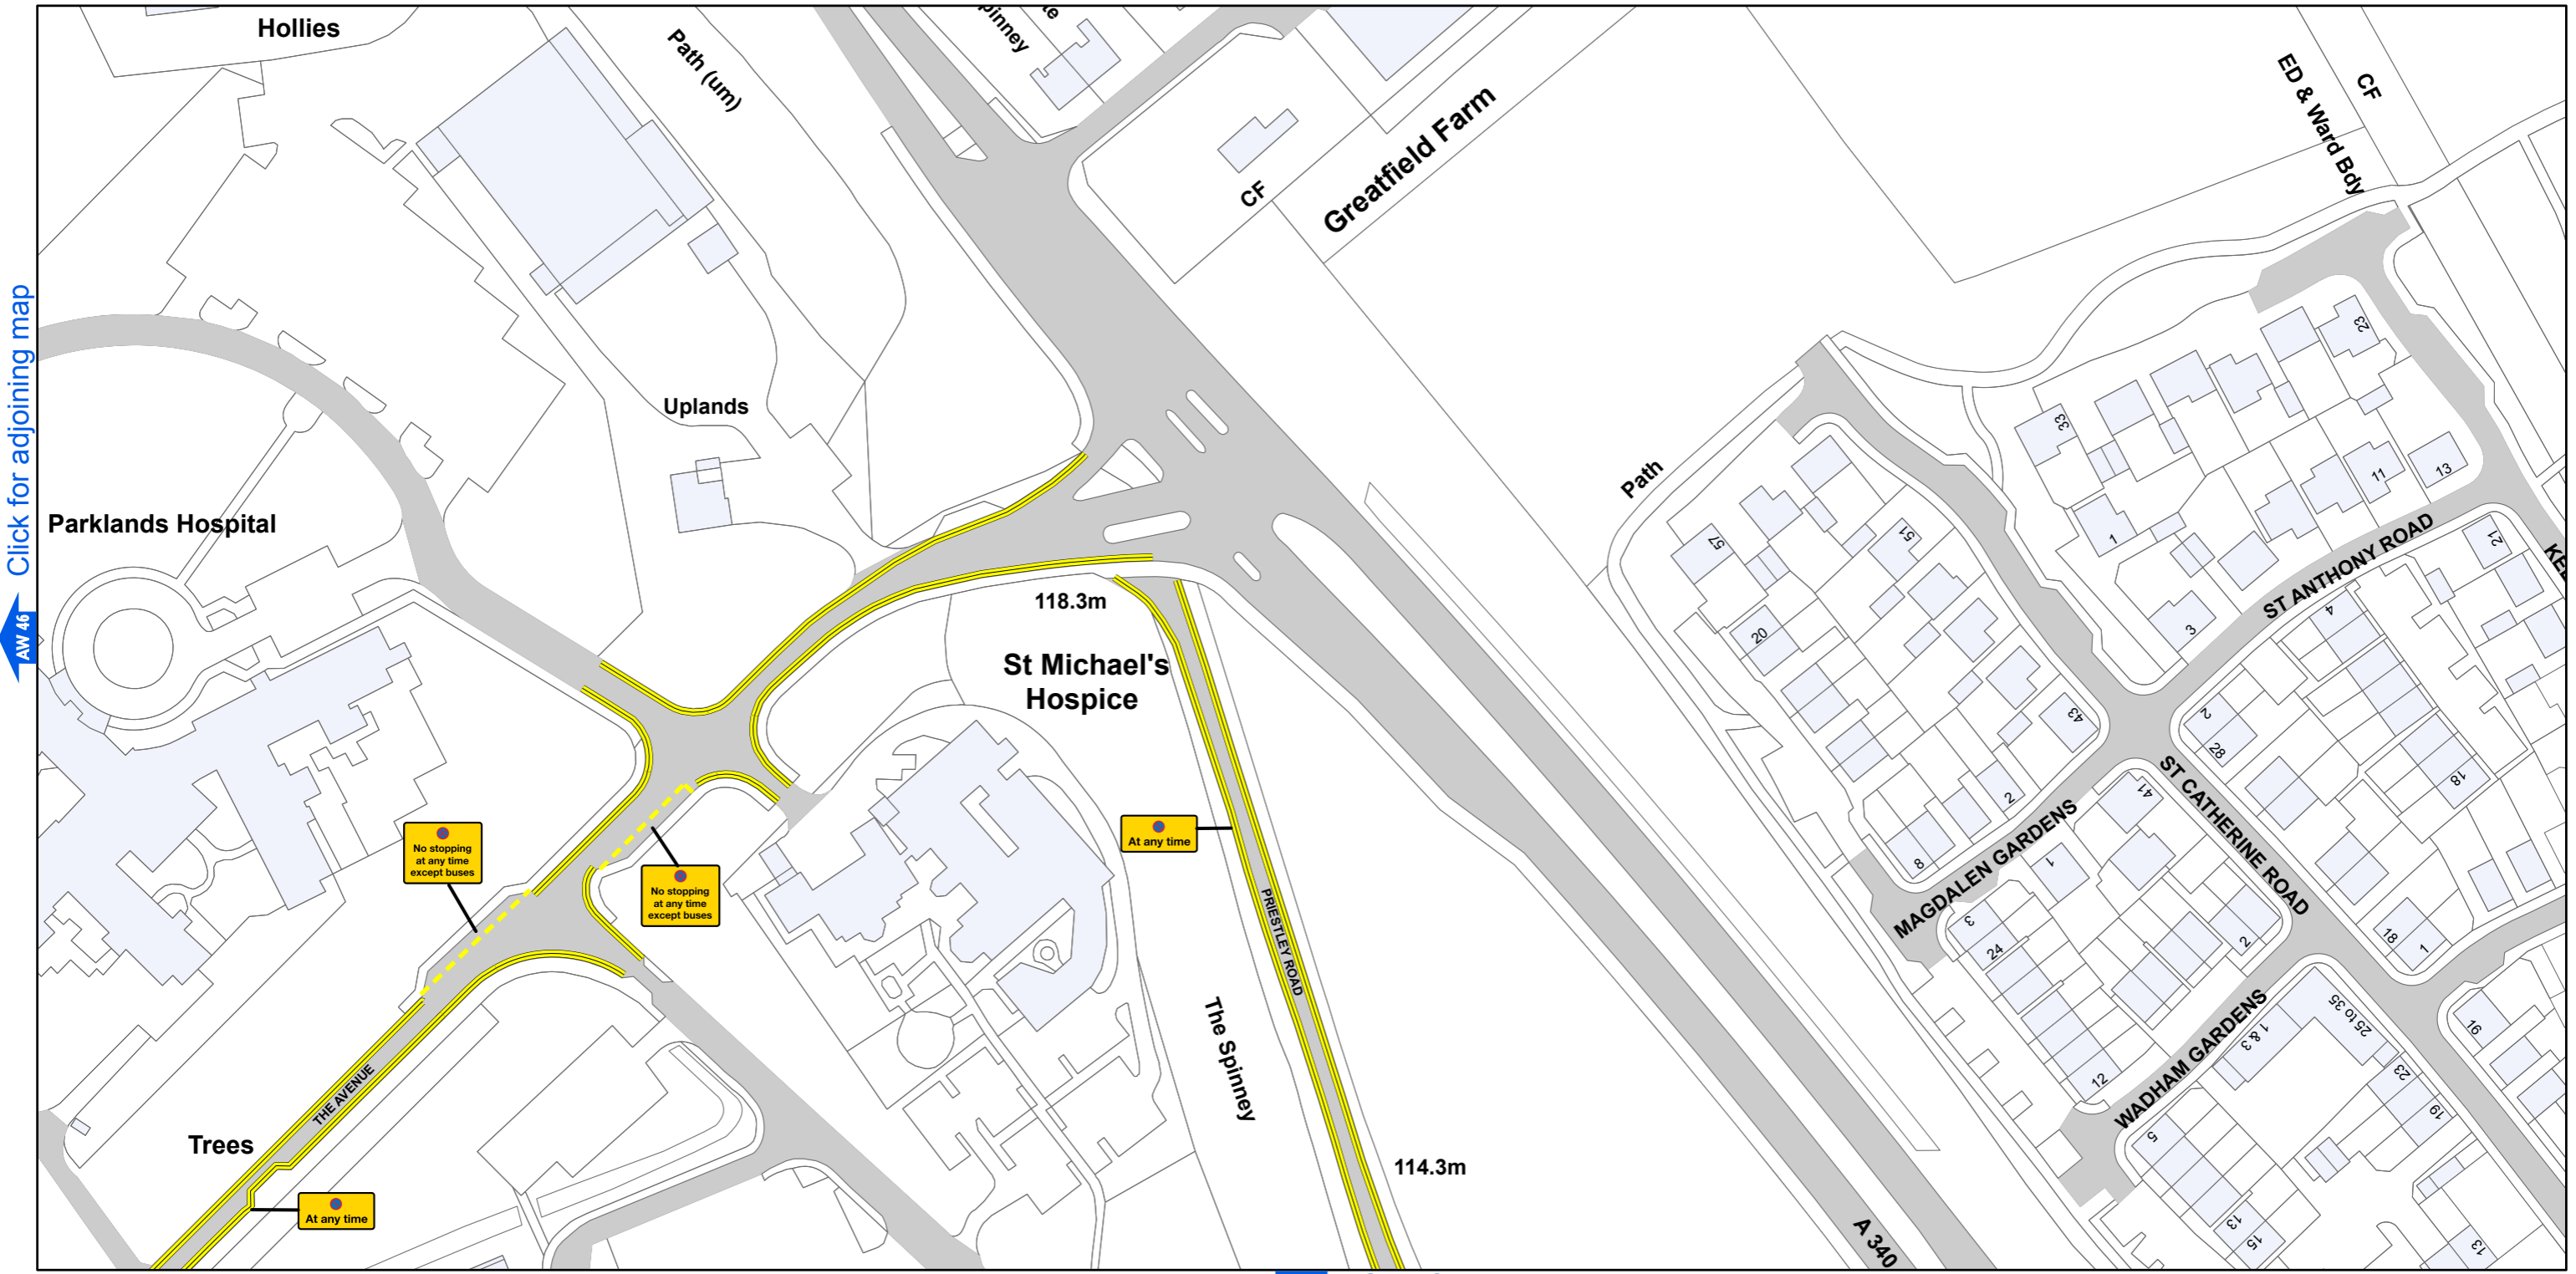 Hollies
Path (um)
pinney
te
CF
Greatfield Farm
ED & Ward Bdy
CF
Click for adjoining map
AW 46
Parklands Hospital
Uplands
Path
118.3m
St Michael's
Hospice
No stopping
at any time
except buses
No stopping
at any time
except buses
At any time
PRIESTLEY ROAD
The Spinney
THE AVENUE
Trees
At any time
114.3m
A 340
23
33
11
13
1
3
57
51
20
43
2
8
ST ANTHONY ROAD
21
KE
4
2
28
18
ST CATHERINE ROAD
41
MAGDALEN GARDENS
1
3
24
2
18
1
12
WADHAM GARDENS
1 & 3
25 to 35
23
19
16
5
13
15
13